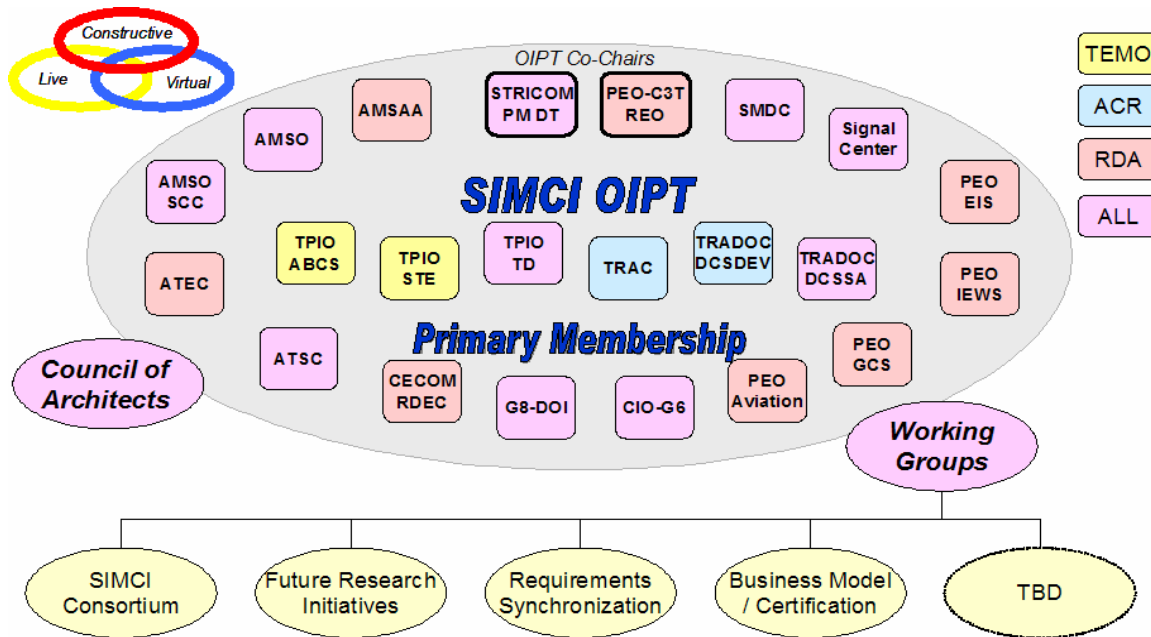 Constructive
Live
Virtual
OIPT Co-Chairs
TEMO
ACR
RDA
ALL
AMSAA
STRICOM
PM DT
PEO-C3T
REO
SMDC
AMSO
Signal
Center
AMSO
SCC
PEO
EIS
SIMCI OIPT
TPIO
ABCS
TPIO
STE
TPIO
TD
TRAC
TRADOC
DCSDEV
TRADOC
DCSSA
ATEC
PEO
IEWS
Primary Membership
ATSC
CECOM
RDEC
G8-DOI
CIO-G6
PEO
Aviation
PEO
GCS
Council of
Architects
Working
Groups
SIMCI
Consortium
Future Research
Initiatives
Requirements
Synchronization
Business Model
/ Certification
TBD